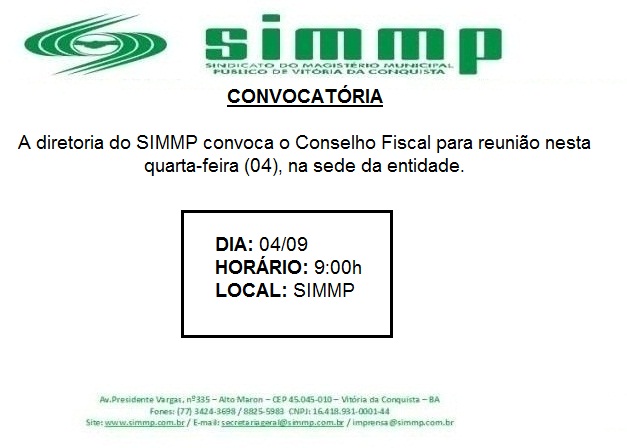 simmp
SINDICATO DO MAGISTÉRIO MUNICIPAL
PÚBLICO DE VITÓRIA DA CONQUISTA
CONVOCATÓRIA
A diretoria do SIMMP convoca o Conselho Fiscal para reunião nesta
quarta-feira (04), na sede da entidade.
DIA: 04/09
HORÁRIO: 9:00h
LOCAL: SIMMP
Av.Presidente Vargas, nº335 – Alto Maron – CEP 45.045-010 – Vitória da Conquista – BA
Fones: (77) 3424-3698 / 8825-5983 CNPJ: 16.418.931-0001-44
Site: www.simmp.com.br / E-mail: secretariageral@simmp.com.br / imprensa@simmp.com.br